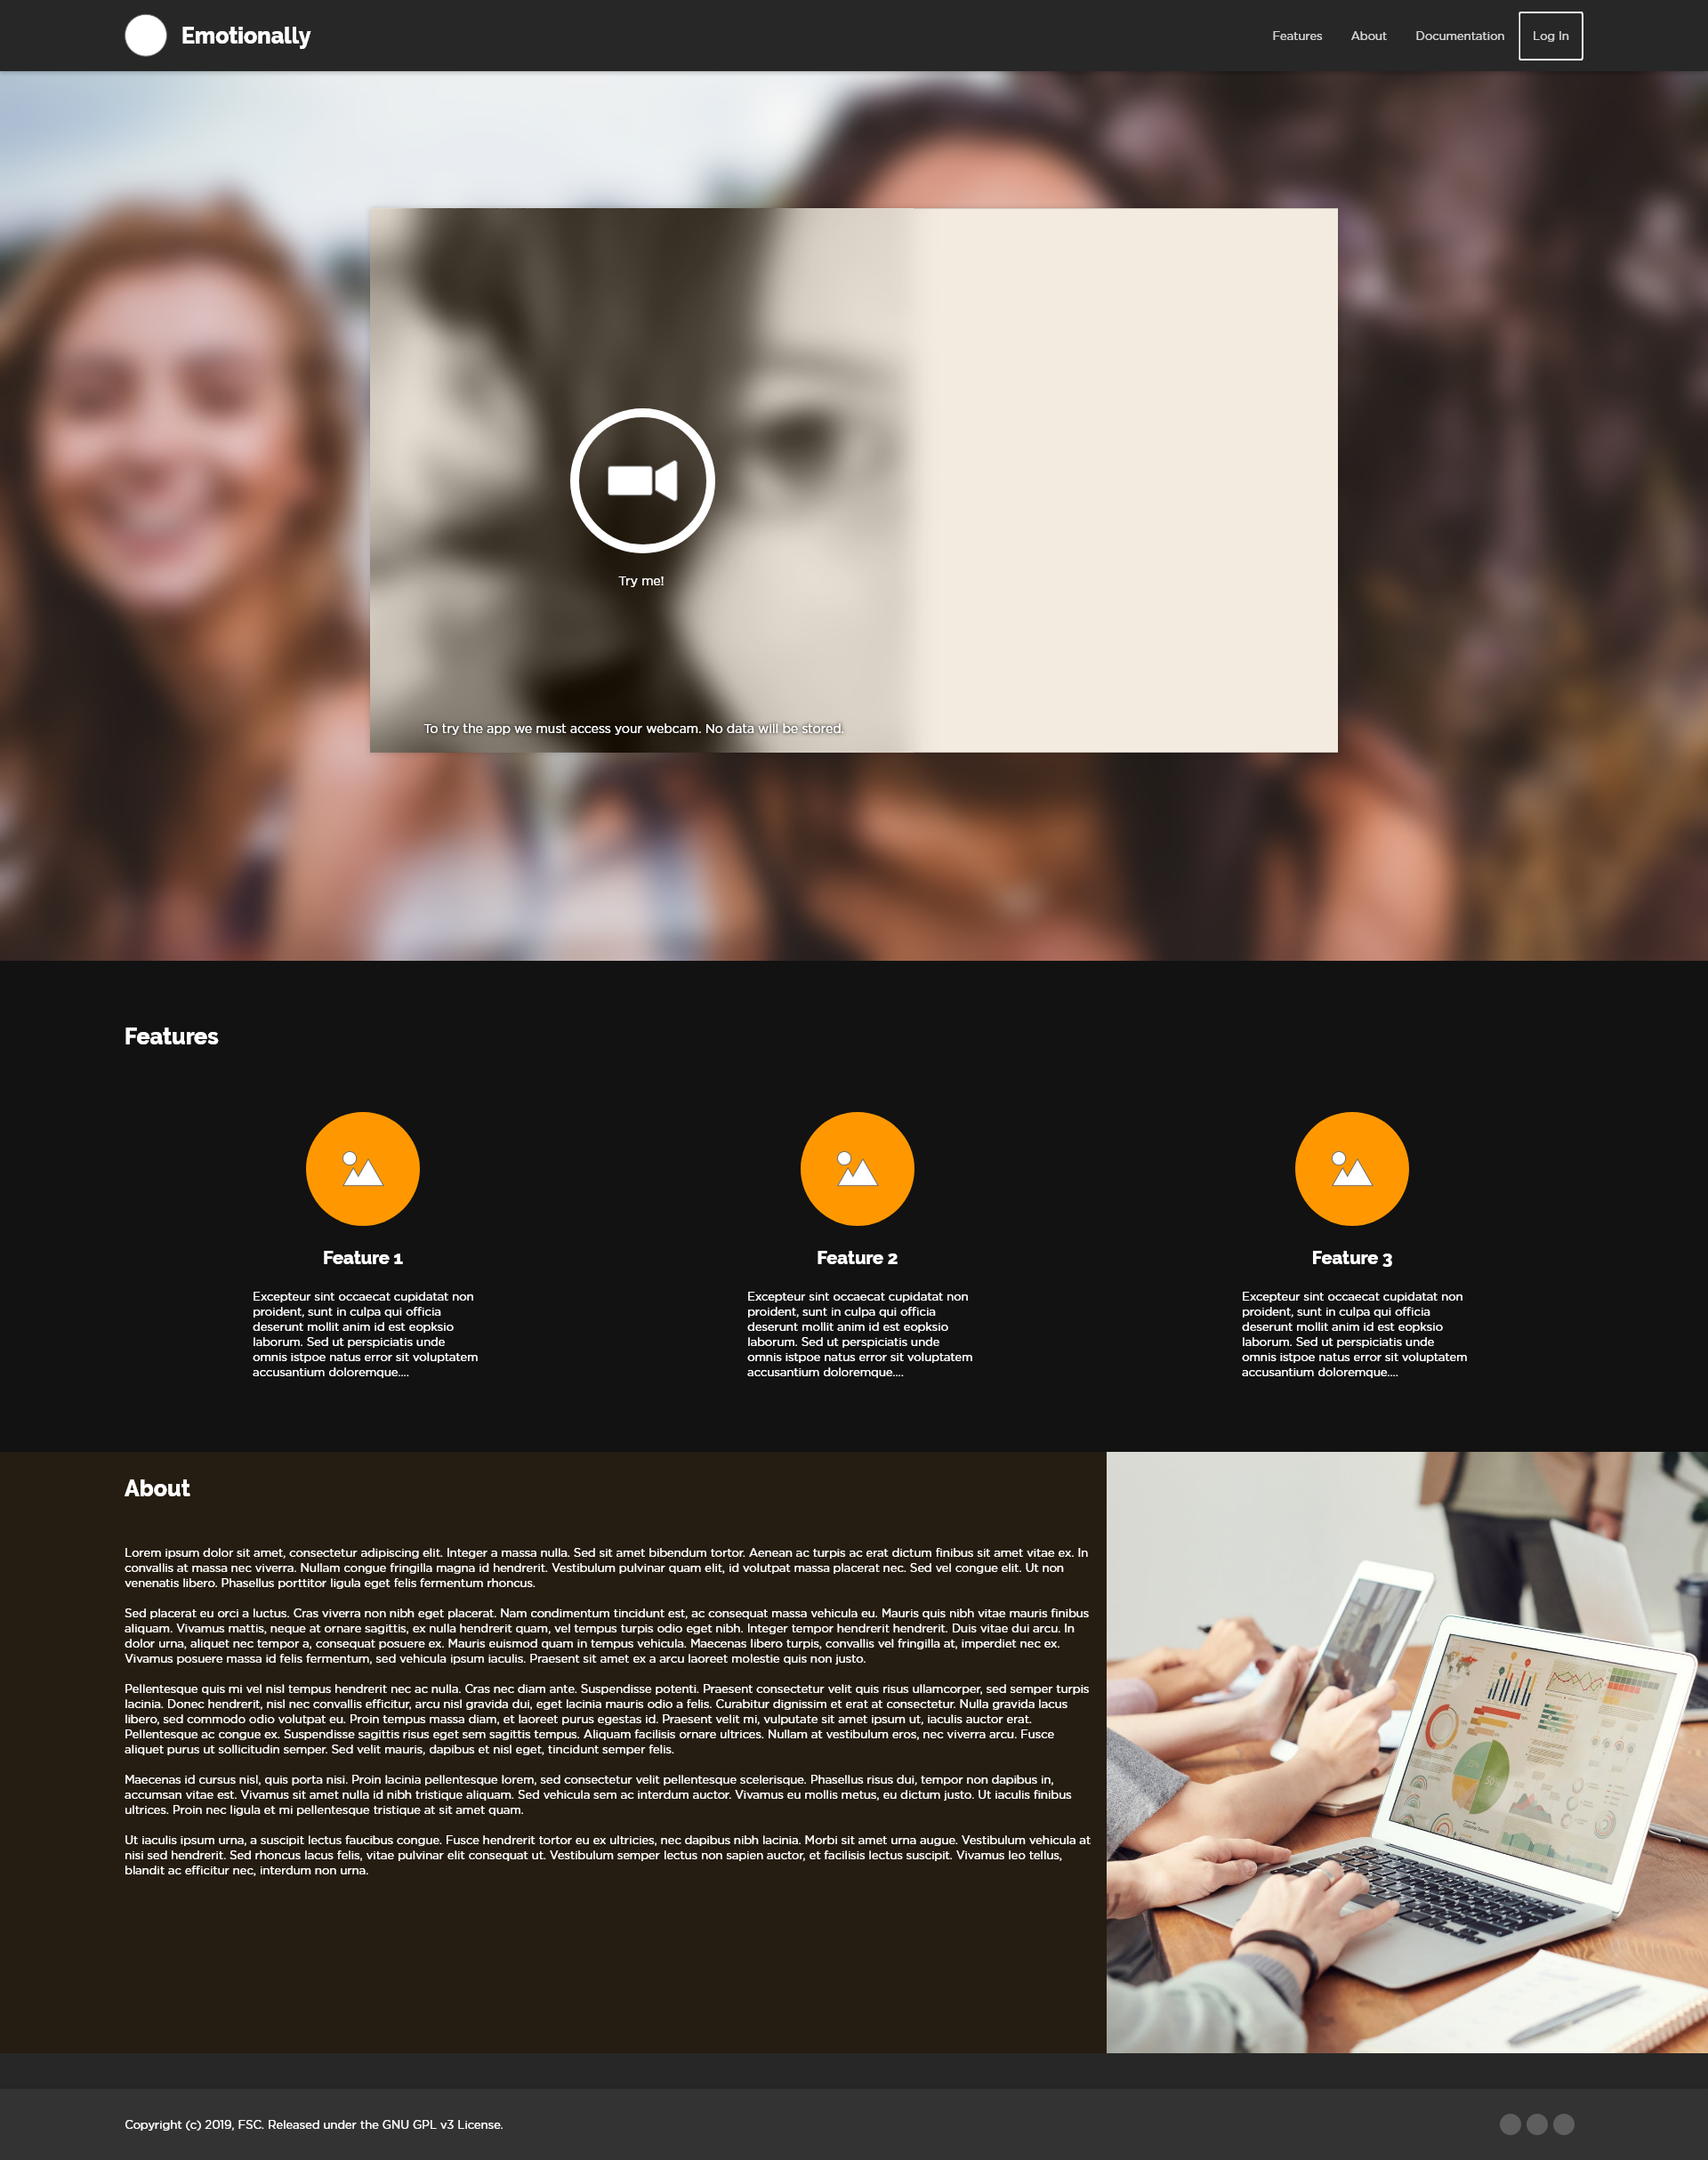 Emotionally
Features
About
Documentation
Log In
Try me!
To try the app we must access your webcam. No data will be stored.
Features
Feature 1
Excepteur sint occaecat cupidatat non
proident, sunt in culpa qui officia
deserunt mollit anim id est eopksio
laborum. Sed ut perspiciatis unde
omnis istpoe natus error sit voluptatem
accusantium doloremque....
Feature 2
Excepteur sint occaecat cupidatat non
proident, sunt in culpa qui officia
deserunt mollit anim id est eopksio
laborum. Sed ut perspiciatis unde
omnis istpoe natus error sit voluptatem
accusantium doloremque....
Feature 3
Excepteur sint occaecat cupidatat non
proident, sunt in culpa qui officia
deserunt mollit anim id est eopksio
laborum. Sed ut perspiciatis unde
omnis istpoe natus error sit voluptatem
accusantium doloremque....
About
Lorem ipsum dolor sit amet, consectetur adipiscing elit. Integer a massa nulla. Sed sit amet bibendum tortor. Aenean ac turpis ac erat dictum finibus sit amet vitae ex. In
convallis at massa nec viverra. Nullam congue fringilla magna id hendrerit. Vestibulum pulvinar quam elit, id volutpat massa placerat nec. Sed vel congue elit. Ut non
venenatis libero. Phasellus porttitor ligula eget felis fermentum rhoncus.
Sed placerat eu orci a luctus. Cras viverra non nibh eget placerat. Nam condimentum tincidunt est, ac consequat massa vehicula eu. Mauris quis nibh vitae mauris finibus
aliquam. Vivamus mattis, neque at ornare sagittis, ex nulla hendrerit quam, vel tempus turpis odio eget nibh. Integer tempor hendrerit hendrerit. Duis vitae dui arcu. In
dolor urna, aliquet nec tempor a, consequat posuere ex. Mauris euismod quam in tempus vehicula. Maecenas libero turpis, convallis vel fringilla at, imperdiet nec ex.
Vivamus posuere massa id felis fermentum, sed vehicula ipsum iaculis. Praesent sit amet ex a arcu laoreet molestie quis non justo.
Pellentesque quis mi vel nisl tempus hendrerit nec ac nulla. Cras nec diam ante. Suspendisse potenti. Praesent consectetur velit quis risus ullamcorper, sed semper turpis
lacinia. Donec hendrerit, nisl nec convallis efficitur, arcu nisl gravida dui, eget lacinia mauris odio a felis. Curabitur dignissim et erat at consectetur. Nulla gravida lacus
libero, sed commodo odio volutpat eu. Proin tempus massa diam, et laoreet purus egestas id. Praesent velit mi, vulputate sit amet ipsum ut, iaculis auctor erat.
Pellentesque ac congue ex. Suspendisse sagittis risus eget sem sagittis tempus. Aliquam facilisis ornare ultrices. Nullam at vestibulum eros, nec viverra arcu. Fusce
aliquet purus ut sollicitudin semper. Sed velit mauris, dapibus et nisl eget, tincidunt semper felis.
Maecenas id cursus nisl, quis porta nisi. Proin lacinia pellentesque lorem, sed consectetur velit pellentesque scelerisque. Phasellus risus dui, tempor non dapibus in,
accumsan vitae est. Vivamus sit amet nulla id nibh tristique aliquam. Sed vehicula sem ac interdum auctor. Vivamus eu mollis metus, eu dictum justo. Ut iaculis finibus
ultrices. Proin nec ligula et mi pellentesque tristique at sit amet quam.
Ut iaculis ipsum urna, a suscipit lectus faucibus congue. Fusce hendrerit tortor eu ex ultricies, nec dapibus nibh lacinia. Morbi sit amet urna augue. Vestibulum vehicula at
nisi sed hendrerit. Sed rhoncus lacus felis, vitae pulvinar elit consequat ut. Vestibulum semper lectus non sapien auctor, et facilisis lectus suscipit. Vivamus leo tellus,
blandit ac efficitur nec, interdum non urna.
Copyright (c) 2019, FSC. Released under the GNU GPL v3 License.